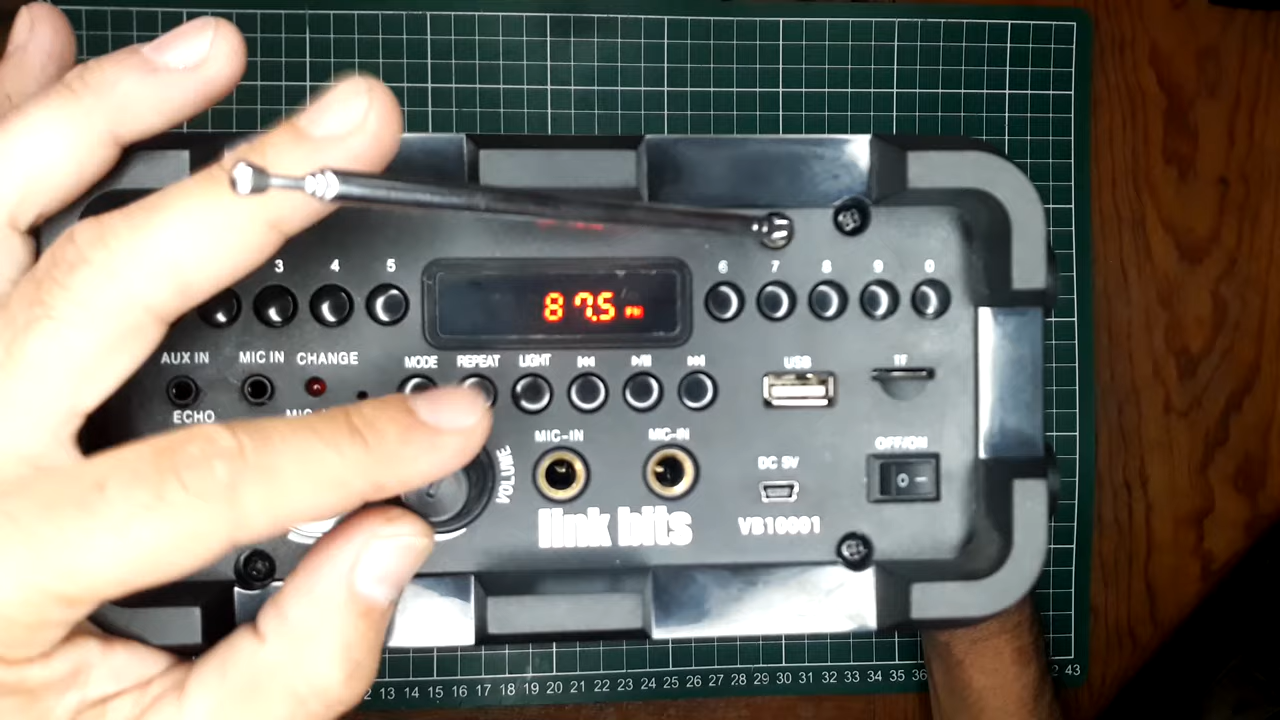 3 4 5 6 7 8 9 0
87.5 FM
AUX IN MIC IN CHANGE MODE REPEAT LIGHT USB TF
ECHO
VOLUME MIC-IN MIC-IN DC 5V OFF/ON
link bits VB10001
13 14 15 16 17 18 19 20 21 22 23 24 25 26 27 28 29 30 31 32 33 34 35 43